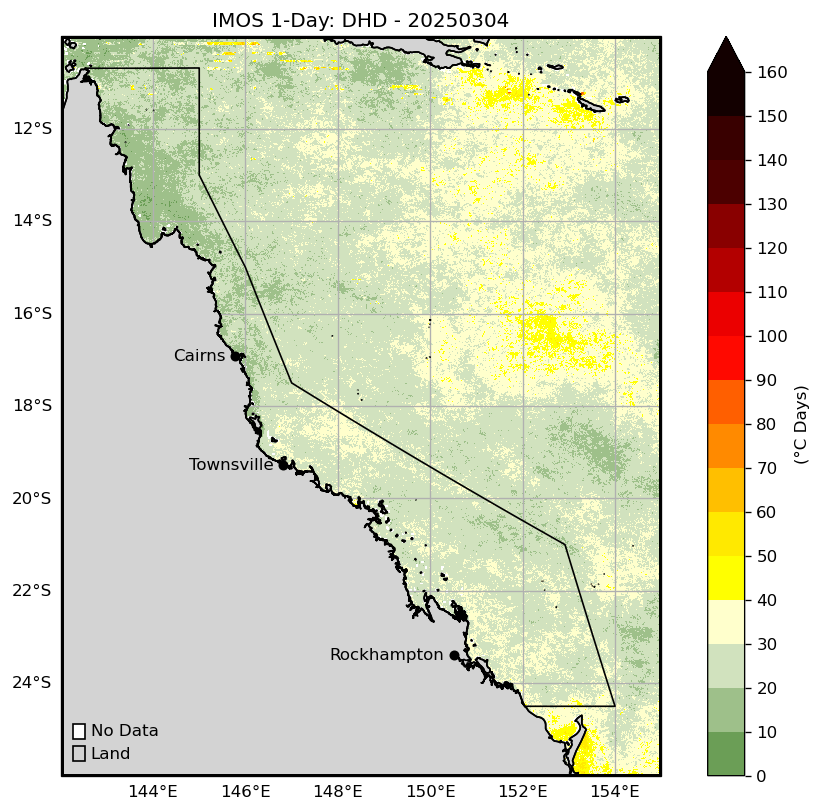 IMOS 1-Day: DHD - 20250304
160
150
140
130
120
110
100
90
80
70
60
50
40
30
20
10
0
(°C Days)
12°S
14°S
16°S
18°S
20°S
22°S
24°S
Cairns
Townsville
Rockhampton
No Data
Land
144°E 146°E 148°E 150°E 152°E 154°E